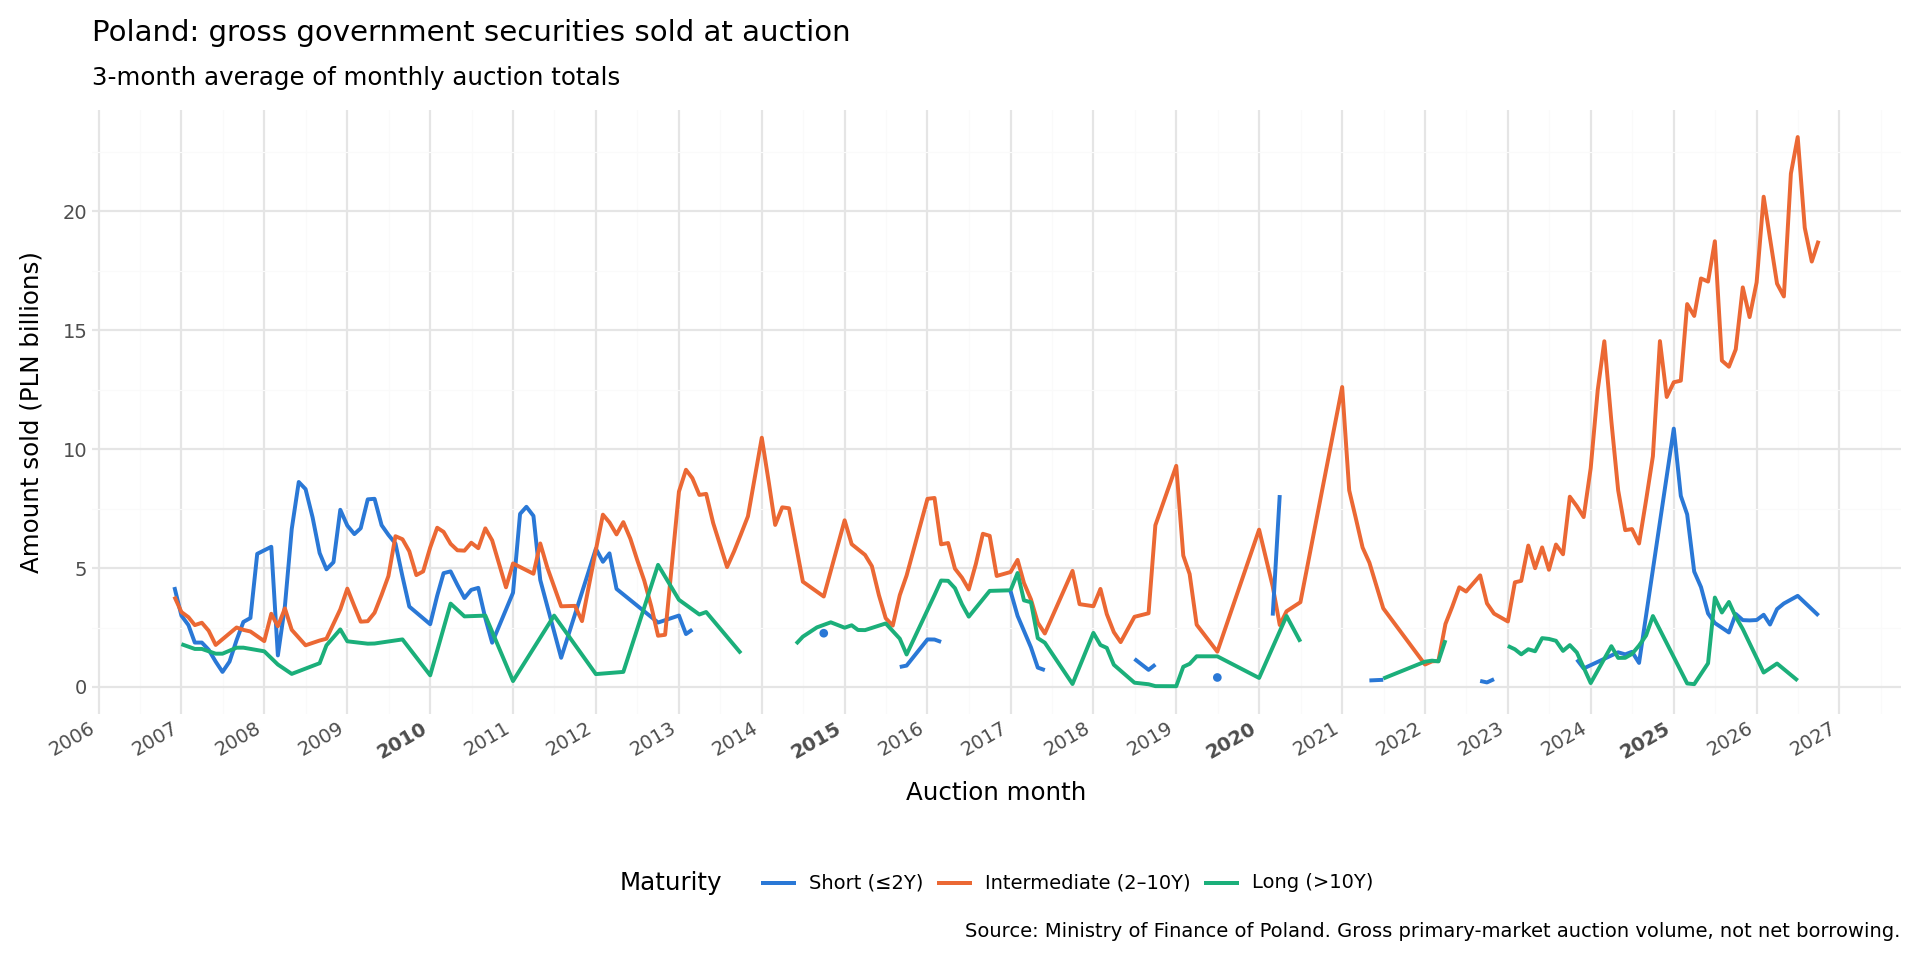 Poland: gross government securities sold at auction
3-month average of monthly auction totals
Amount sold (PLN billions)
20
15
10
5
0
2006 2007 2008 2009 2010 2011 2012 2013 2014 2015 2016 2017 2018 2019 2020 2021 2022 2023 2024 2025 2026 2027
Auction month
Maturity Short (≤2Y) Intermediate (2–10Y) Long (>10Y)
Source: Ministry of Finance of Poland. Gross primary-market auction volume, not net borrowing.